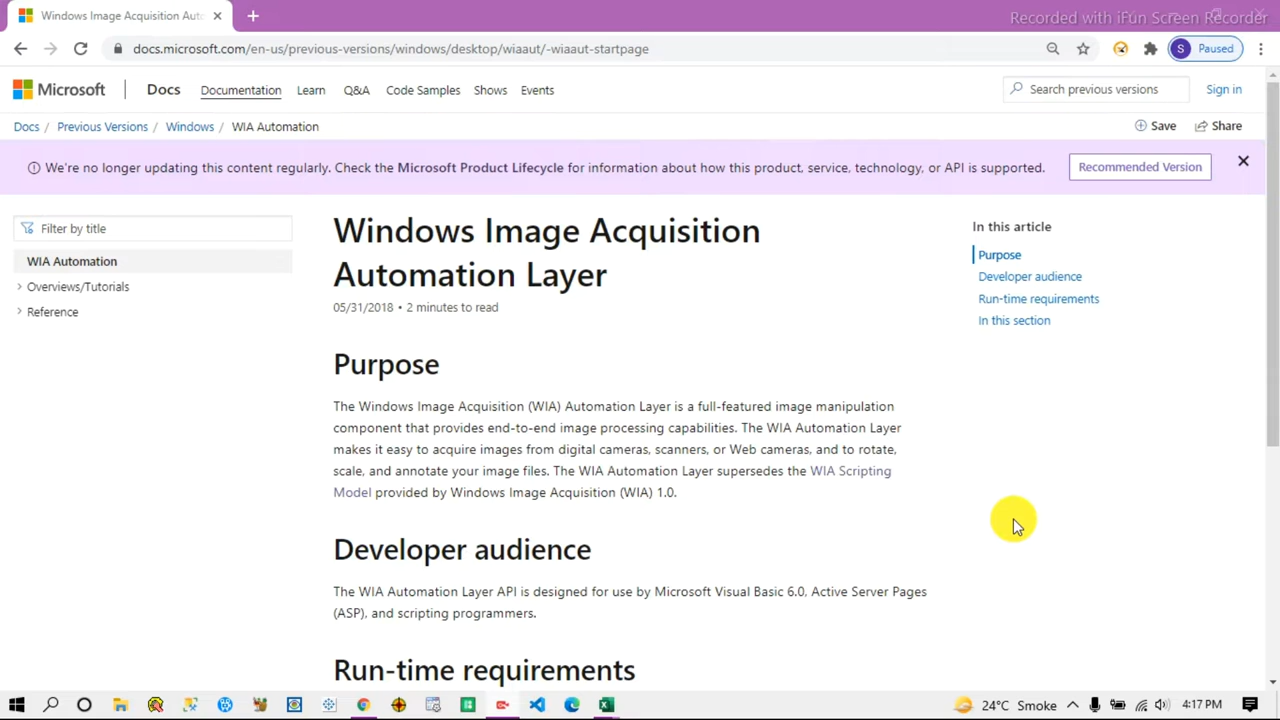 Windows Image Acquisition Auto
Recorded with iFun Screen Recorder
docs.microsoft.com/en-us/previous-versions/windows/desktop/wiaaut/-wiaaut-startpage
S Paused
Microsoft Docs Documentation Learn Q&A Code Samples Shows Events
Search previous versions Sign in
Docs / Previous Versions / Windows / WIA Automation
Save Share
We're no longer updating this content regularly. Check the Microsoft Product Lifecycle for information about how this product, service, technology, or API is supported.
Recommended Version
Filter by title
WIA Automation
Overviews/Tutorials
Reference
Windows Image Acquisition
Automation Layer
05/31/2018 • 2 minutes to read
Purpose
The Windows Image Acquisition (WIA) Automation Layer is a full-featured image manipulation
component that provides end-to-end image processing capabilities. The WIA Automation Layer
makes it easy to acquire images from digital cameras, scanners, or Web cameras, and to rotate,
scale, and annotate your image files. The WIA Automation Layer supersedes the WIA Scripting
Model provided by Windows Image Acquisition (WIA) 1.0.
Developer audience
The WIA Automation Layer API is designed for use by Microsoft Visual Basic 6.0, Active Server Pages
(ASP), and scripting programmers.
Run-time requirements
In this article
Purpose
Developer audience
Run-time requirements
In this section
24°C Smoke 4:17 PM